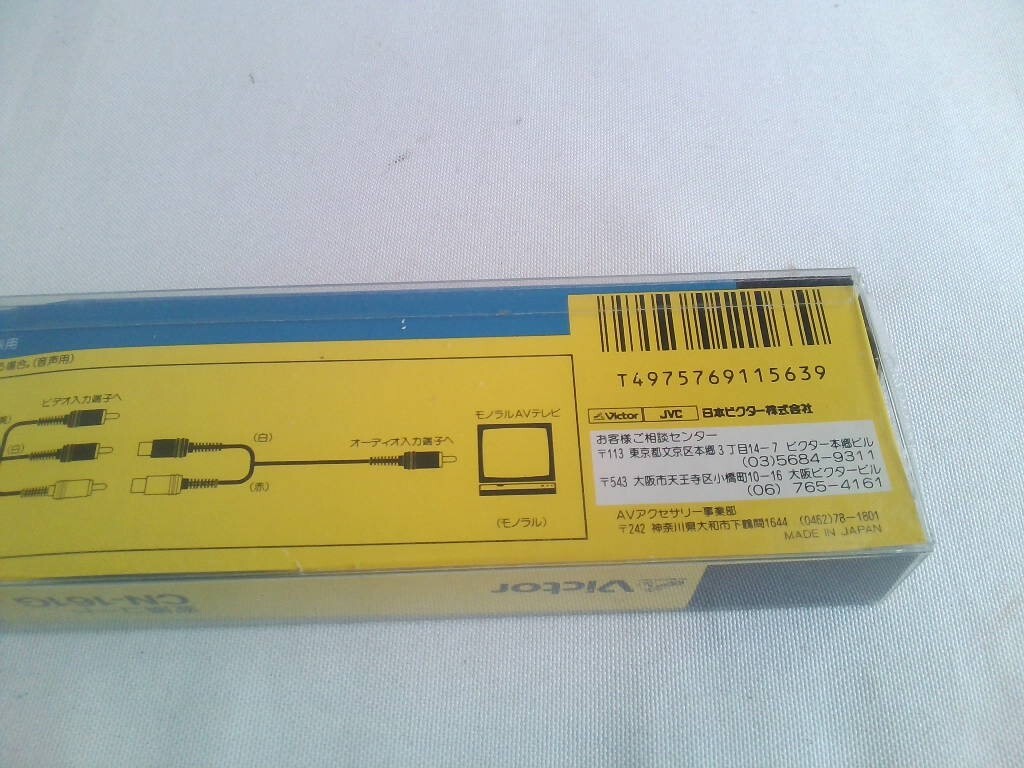 用
る場合。(音声用)
ビデオ入力端子へ
(白)
(白)
(赤)
オーディオ入力端子へ
モノラルAVテレビ
(モノラル)
T4975769115639
Victor JVC 日本ビクター株式会社
お客様ご相談センター
〒113 東京都文京区本郷3丁目14-7 ビクター本郷ビル
(03)5684-9311
〒543 大阪市天王寺区小橋町10-16 大阪ビクタービル
(06) 765-4161
AVアクセサリー事業部
〒242 神奈川県大和市下鶴間1644 (0462)78-1801
MADE IN JAPAN
Victor
CN-161G